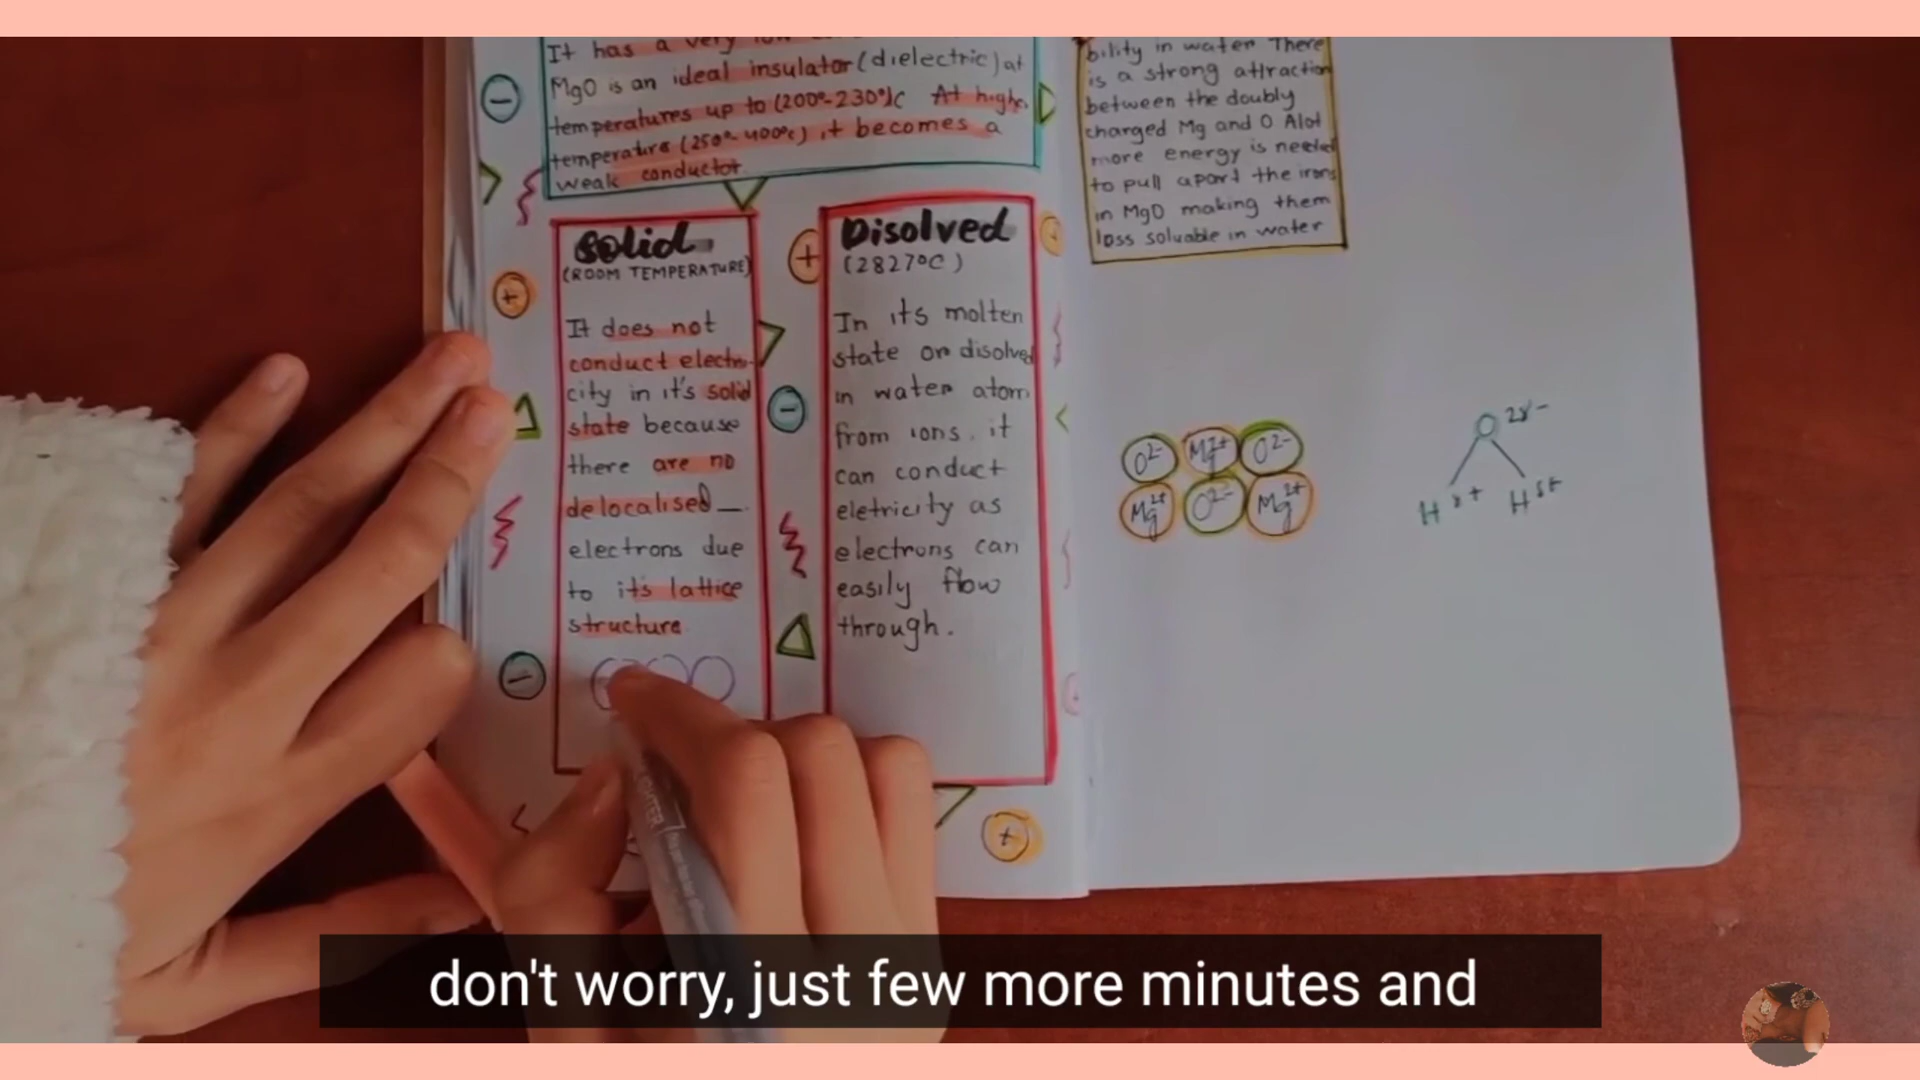 It has a very low
MgO is an ideal insulator (dielectric) at
temperatures up to (200°-230°)C At high
temperature (250°-400°c) it becomes a
weak conductor
Solid
(ROOM TEMPERATURE)
It does not
conduct electri-
city in it's solid
state because
there are no
delocalised
electrons due
to it's lattice
structure
Disolved
(2827°C)
In its molten
state or disolved
in water atom
from ions. it
can conduct
eletricity as
electrons can
easily flow
through.
bility in water There
is a strong attraction
between the doubly
charged Mg and O Alot
more energy is needed
to pull apart the irons
in MgO making them
loss soluable in water
O2- Mg2+ O2-
Mg2+ O2- Mg2+
O 2δ-
H δ+ H δ+
don't worry, just few more minutes and